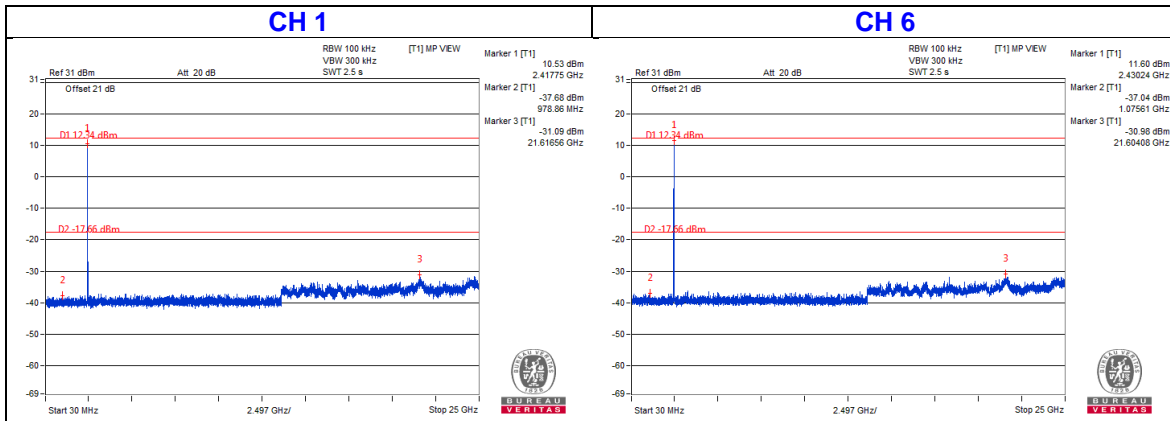 CH 1
RBW 100 kHz [T1] MP VIEW
VBW 300 kHz
Ref 31 dBm Att 20 dB SWT 2.5 s
31
Offset 21 dB
20
10
0
-10
-20
-30
-40
-50
-60
-69
D1 12.34 dBm
D2 -17.66 dBm
1
2
3
Start 30 MHz 2.497 GHz/ Stop 25 GHz
Marker 1 [T1]
10.53 dBm
2.41775 GHz
Marker 2 [T1]
-37.68 dBm
978.86 MHz
Marker 3 [T1]
-31.09 dBm
21.61656 GHz
BUREAU VERITAS
1828
BUREAU
VERITAS
CH 6
RBW 100 kHz [T1] MP VIEW
VBW 300 kHz
Ref 31 dBm Att 20 dB SWT 2.5 s
31
Offset 21 dB
20
10
0
-10
-20
-30
-40
-50
-60
-69
D1 12.34 dBm
D2 -17.66 dBm
1
2
3
Start 30 MHz 2.497 GHz/ Stop 25 GHz
Marker 1 [T1]
11.60 dBm
2.43024 GHz
Marker 2 [T1]
-37.04 dBm
1.07561 GHz
Marker 3 [T1]
-30.98 dBm
21.60408 GHz
BUREAU VERITAS
1828
BUREAU
VERITAS